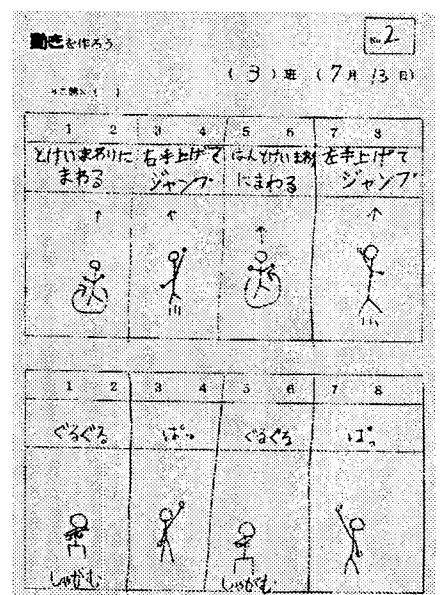 動きを作ろう
No.2
(3)班 (7月13日)
1 2 3 4 5 6 7 8
とけいまわりに 右手上げて はんとけいまわり 左手上げて
まわる ジャンプ にまわる ジャンプ
1 2 3 4 5 6 7 8
ぐるぐる ぱっ ぐるぐる ぱっ
しゃがむ しゃがむ